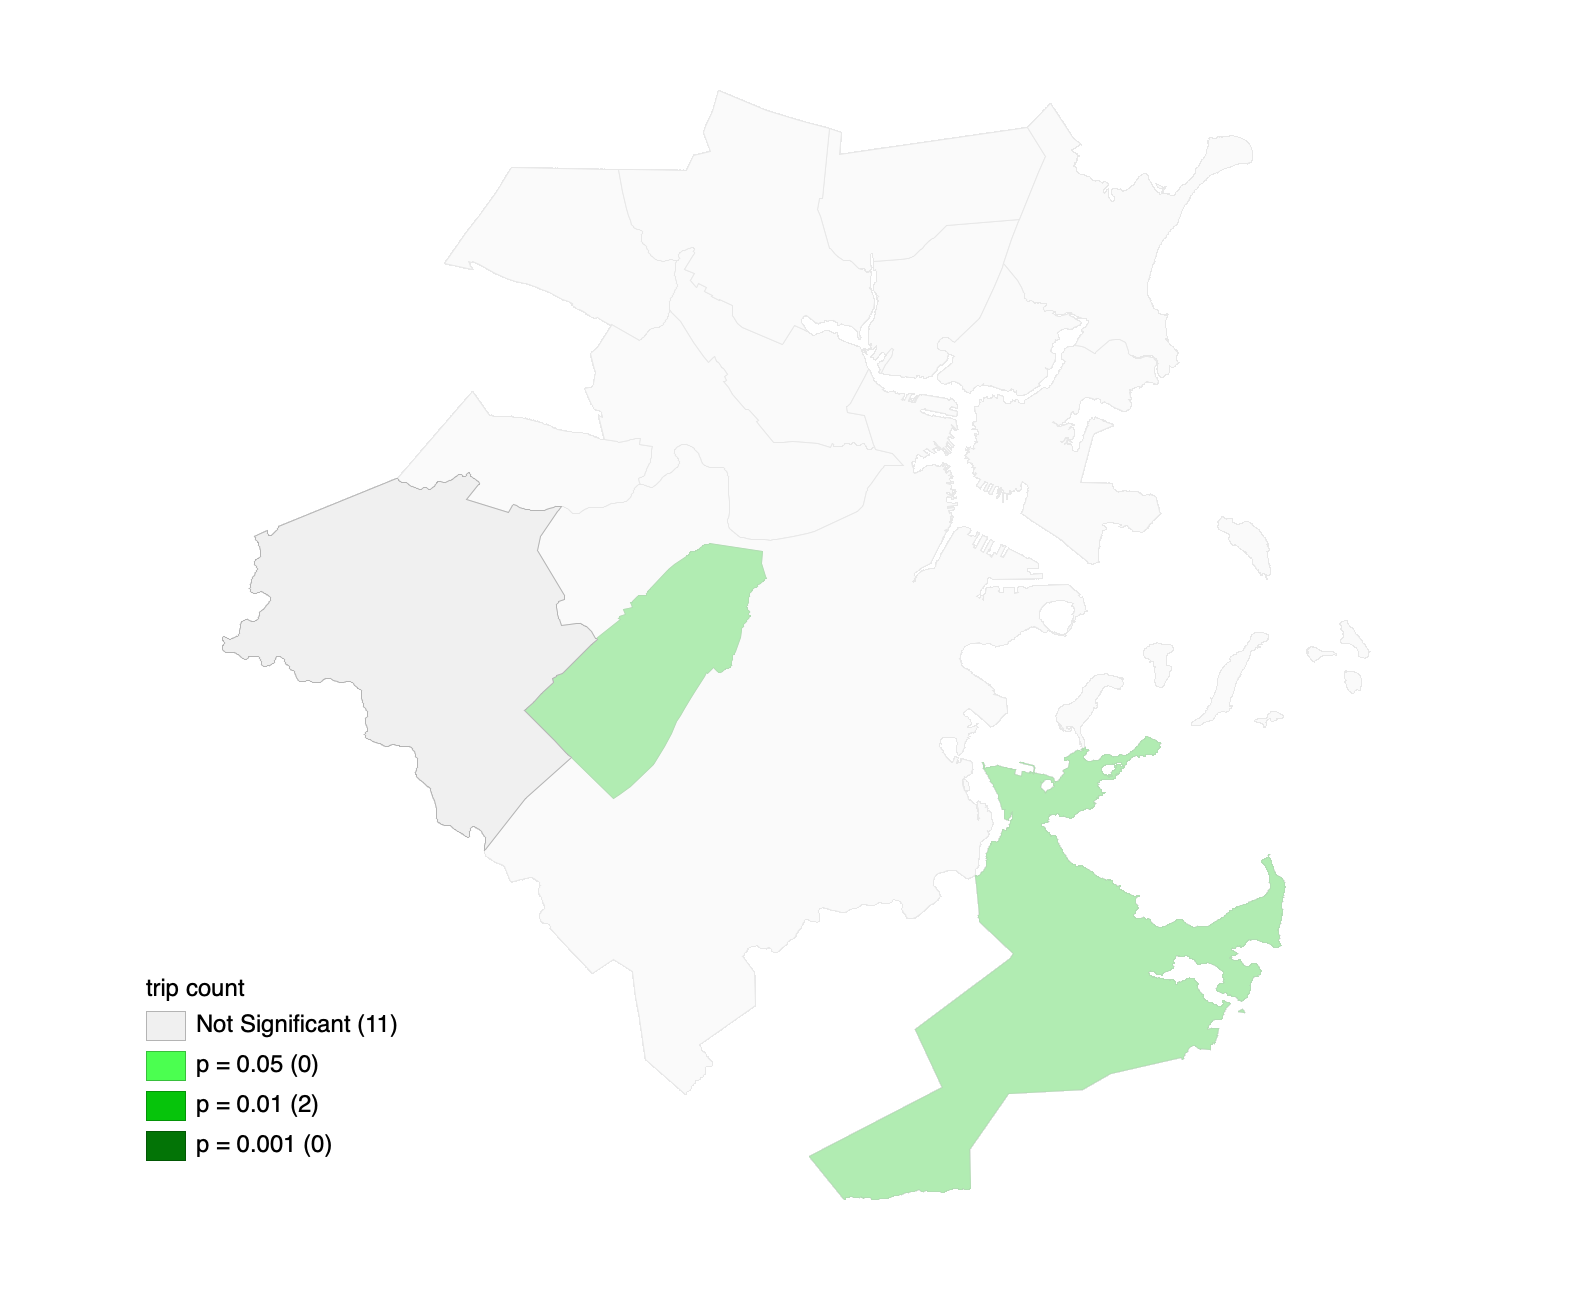 trip count
Not Significant (11)
p = 0.05 (0)
p = 0.01 (2)
p = 0.001 (0)